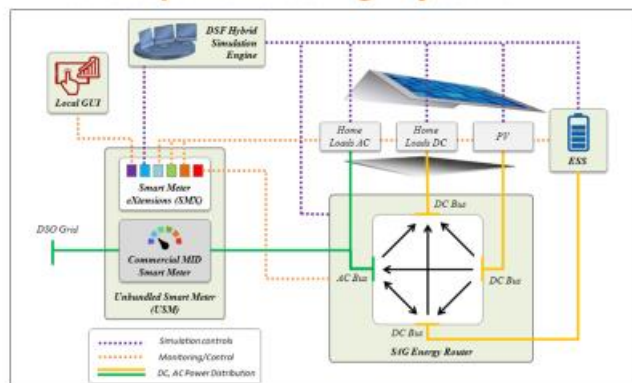 DSF Hybrid
Simulation
Engine
Local GUI
Home
Loads AC
Home
Loads DC
PV
ESS
Smart Meter
eXtensions (SMX)
DSO Grid
Commercial MID
Smart Meter
Unbundled Smart Meter
(USM)
DC Bus
AC Bus
DC Bus
DC Bus
S4G Energy Router
Simulation controls
Monitoring/Control
DC, AC Power Distribution